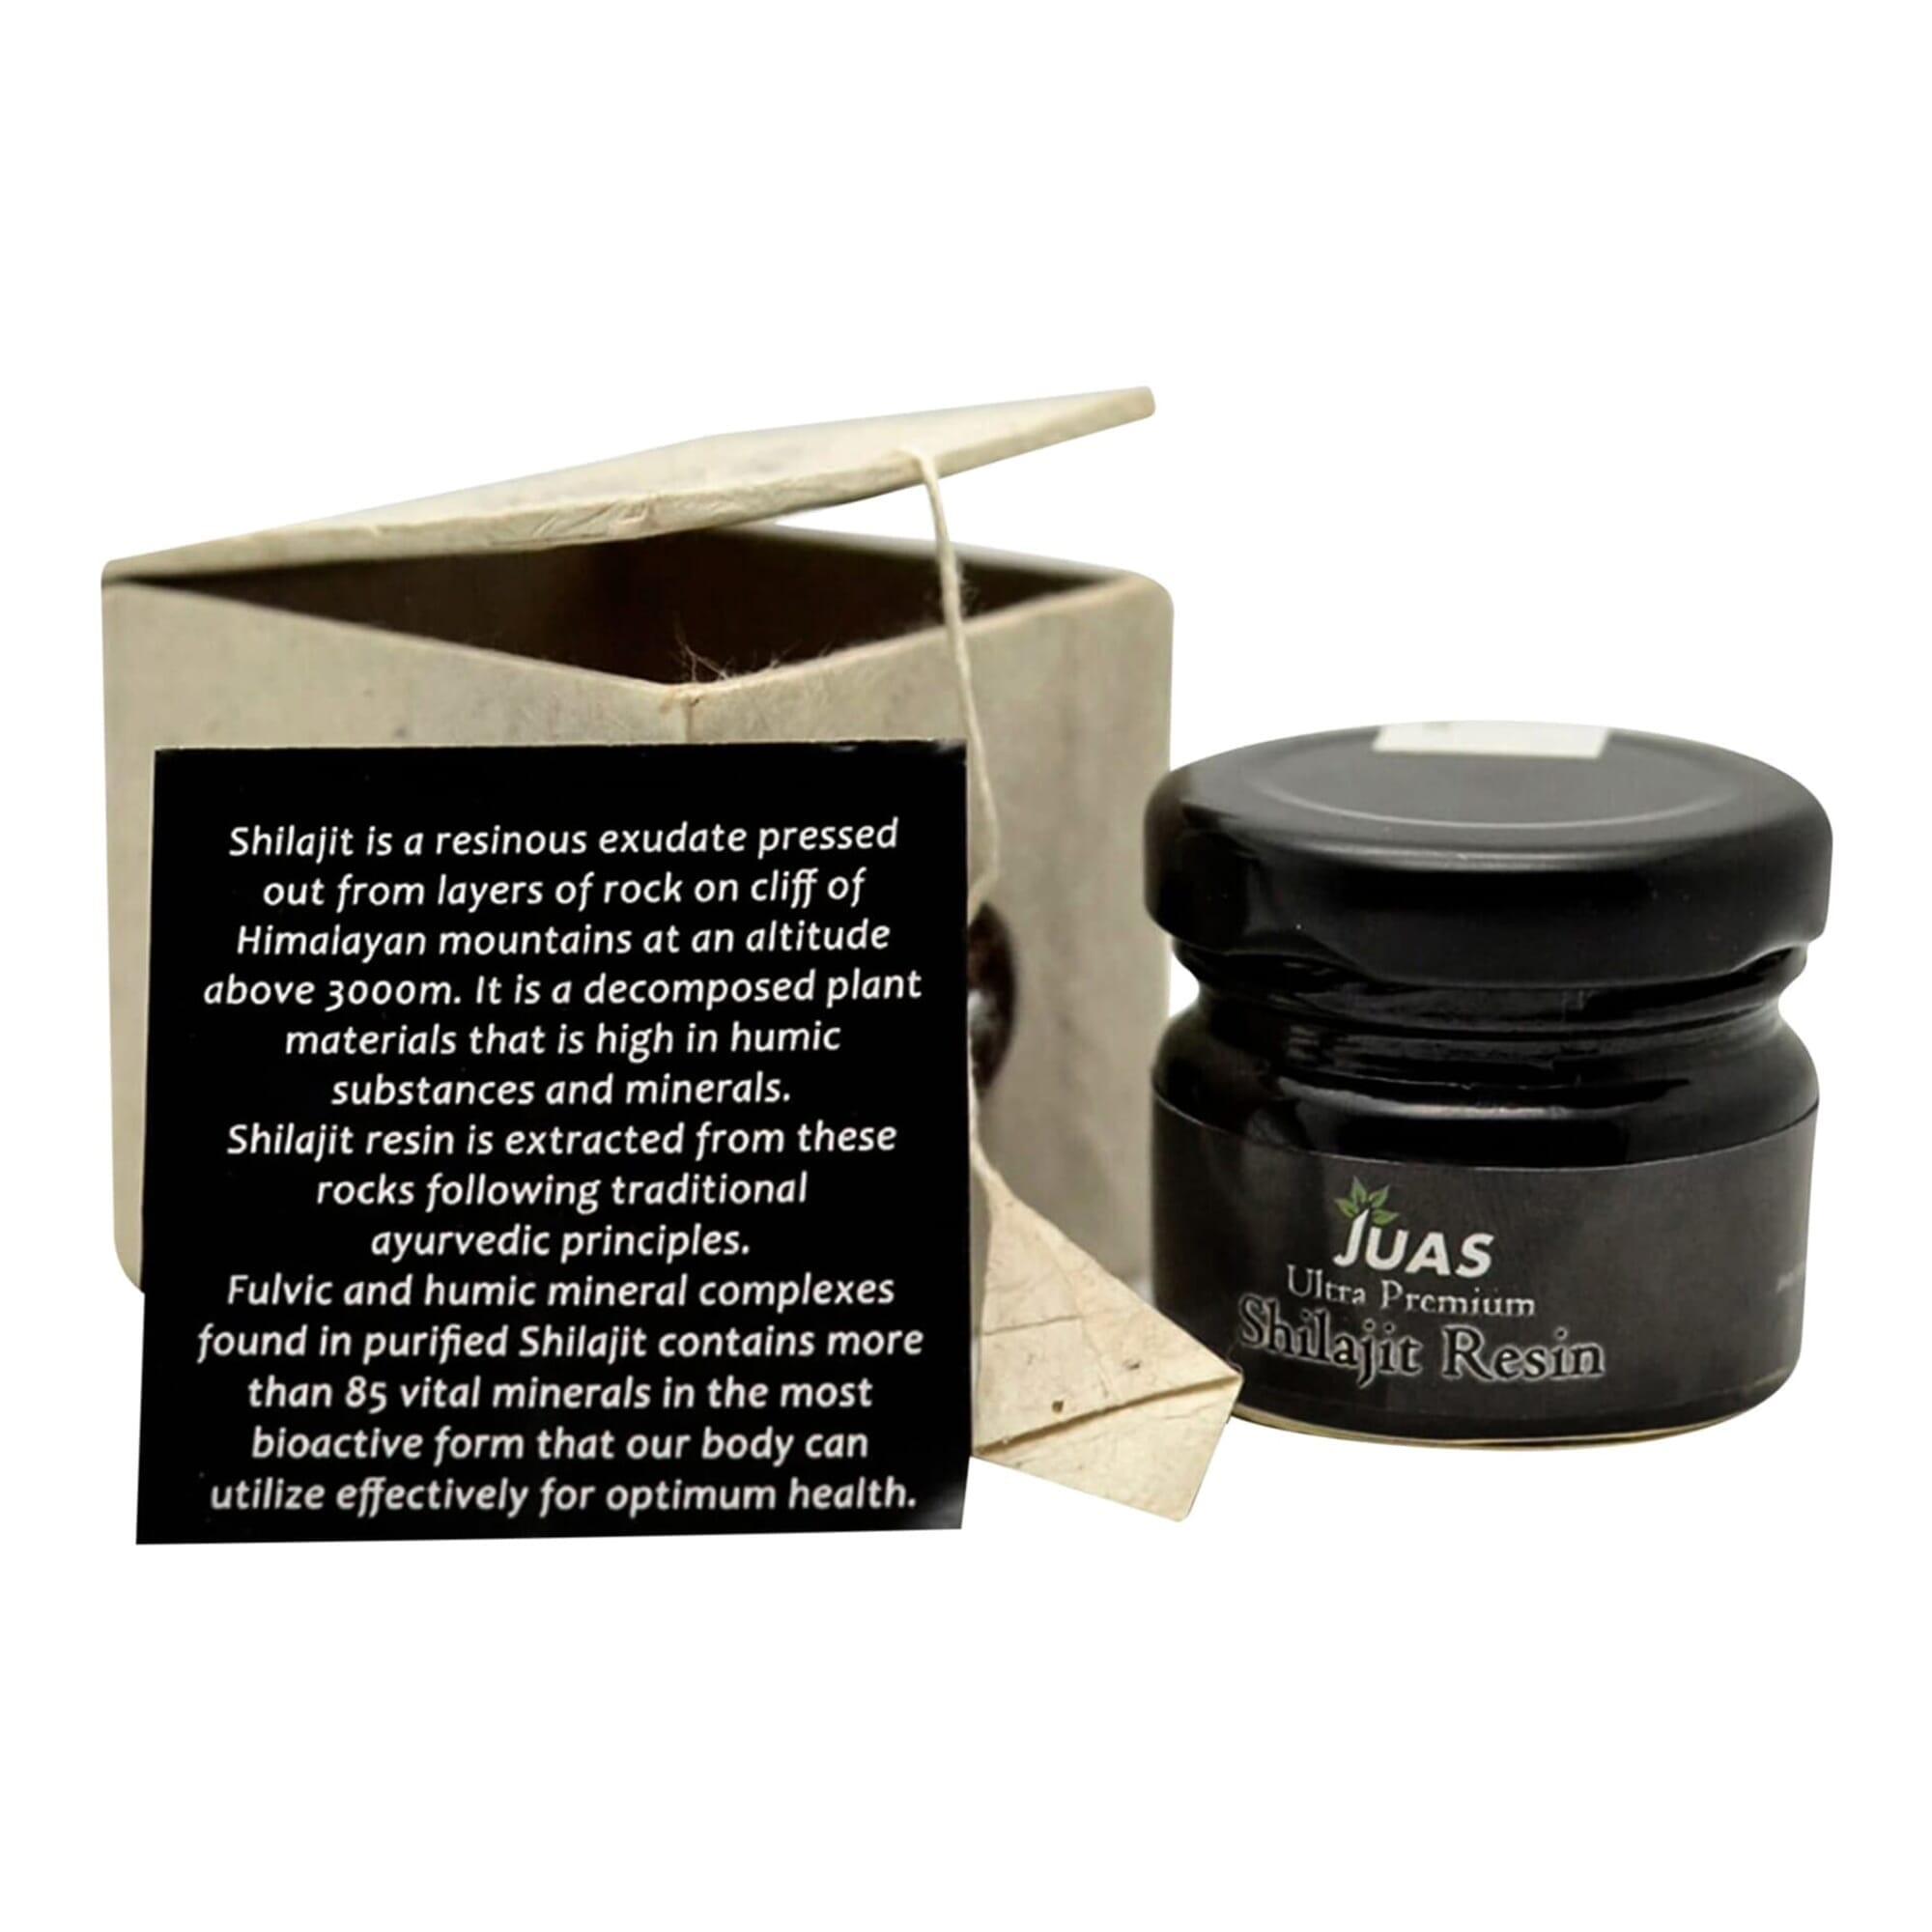 Shilajit is a resinous exudate pressed
out from layers of rock on cliff of
Himalayan mountains at an altitude
above 3000m. It is a decomposed plant
materials that is high in humic
substances and minerals.
Shilajit resin is extracted from these
rocks following traditional
ayurvedic principles.
Fulvic and humic mineral complexes
found in purified Shilajit contains more
than 85 vital minerals in the most
bioactive form that our body can
utilize effectively for optimum health.
JUAS
Ultra Premium
Shilajit Resin